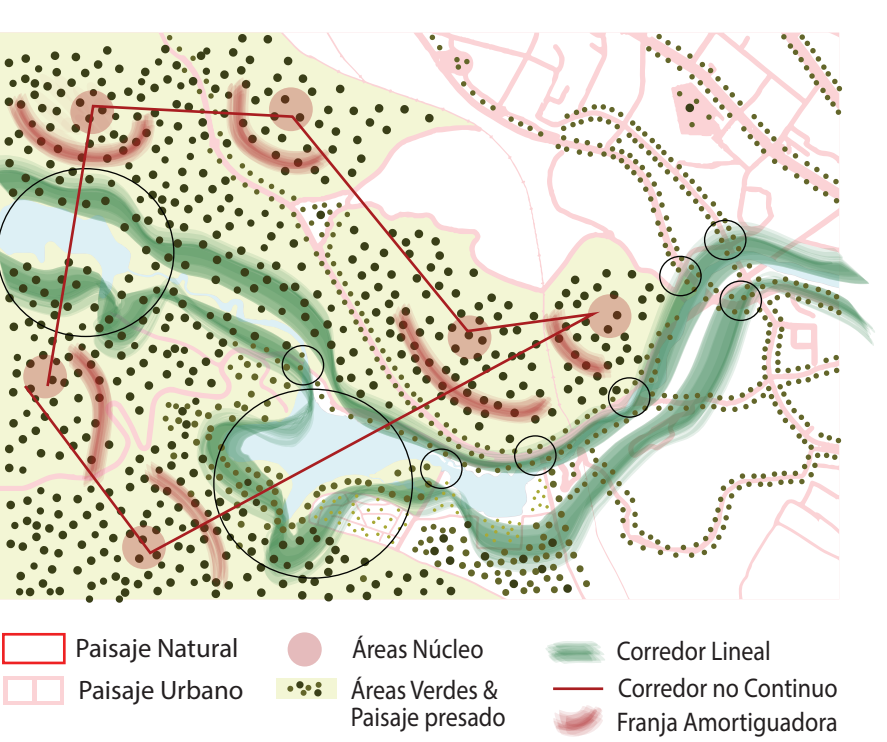 Paisaje Natural
Paisaje Urbano
Áreas Núcleo
Áreas Verdes &
Paisaje presado
Corredor Lineal
Corredor no Continuo
Franja Amortiguadora